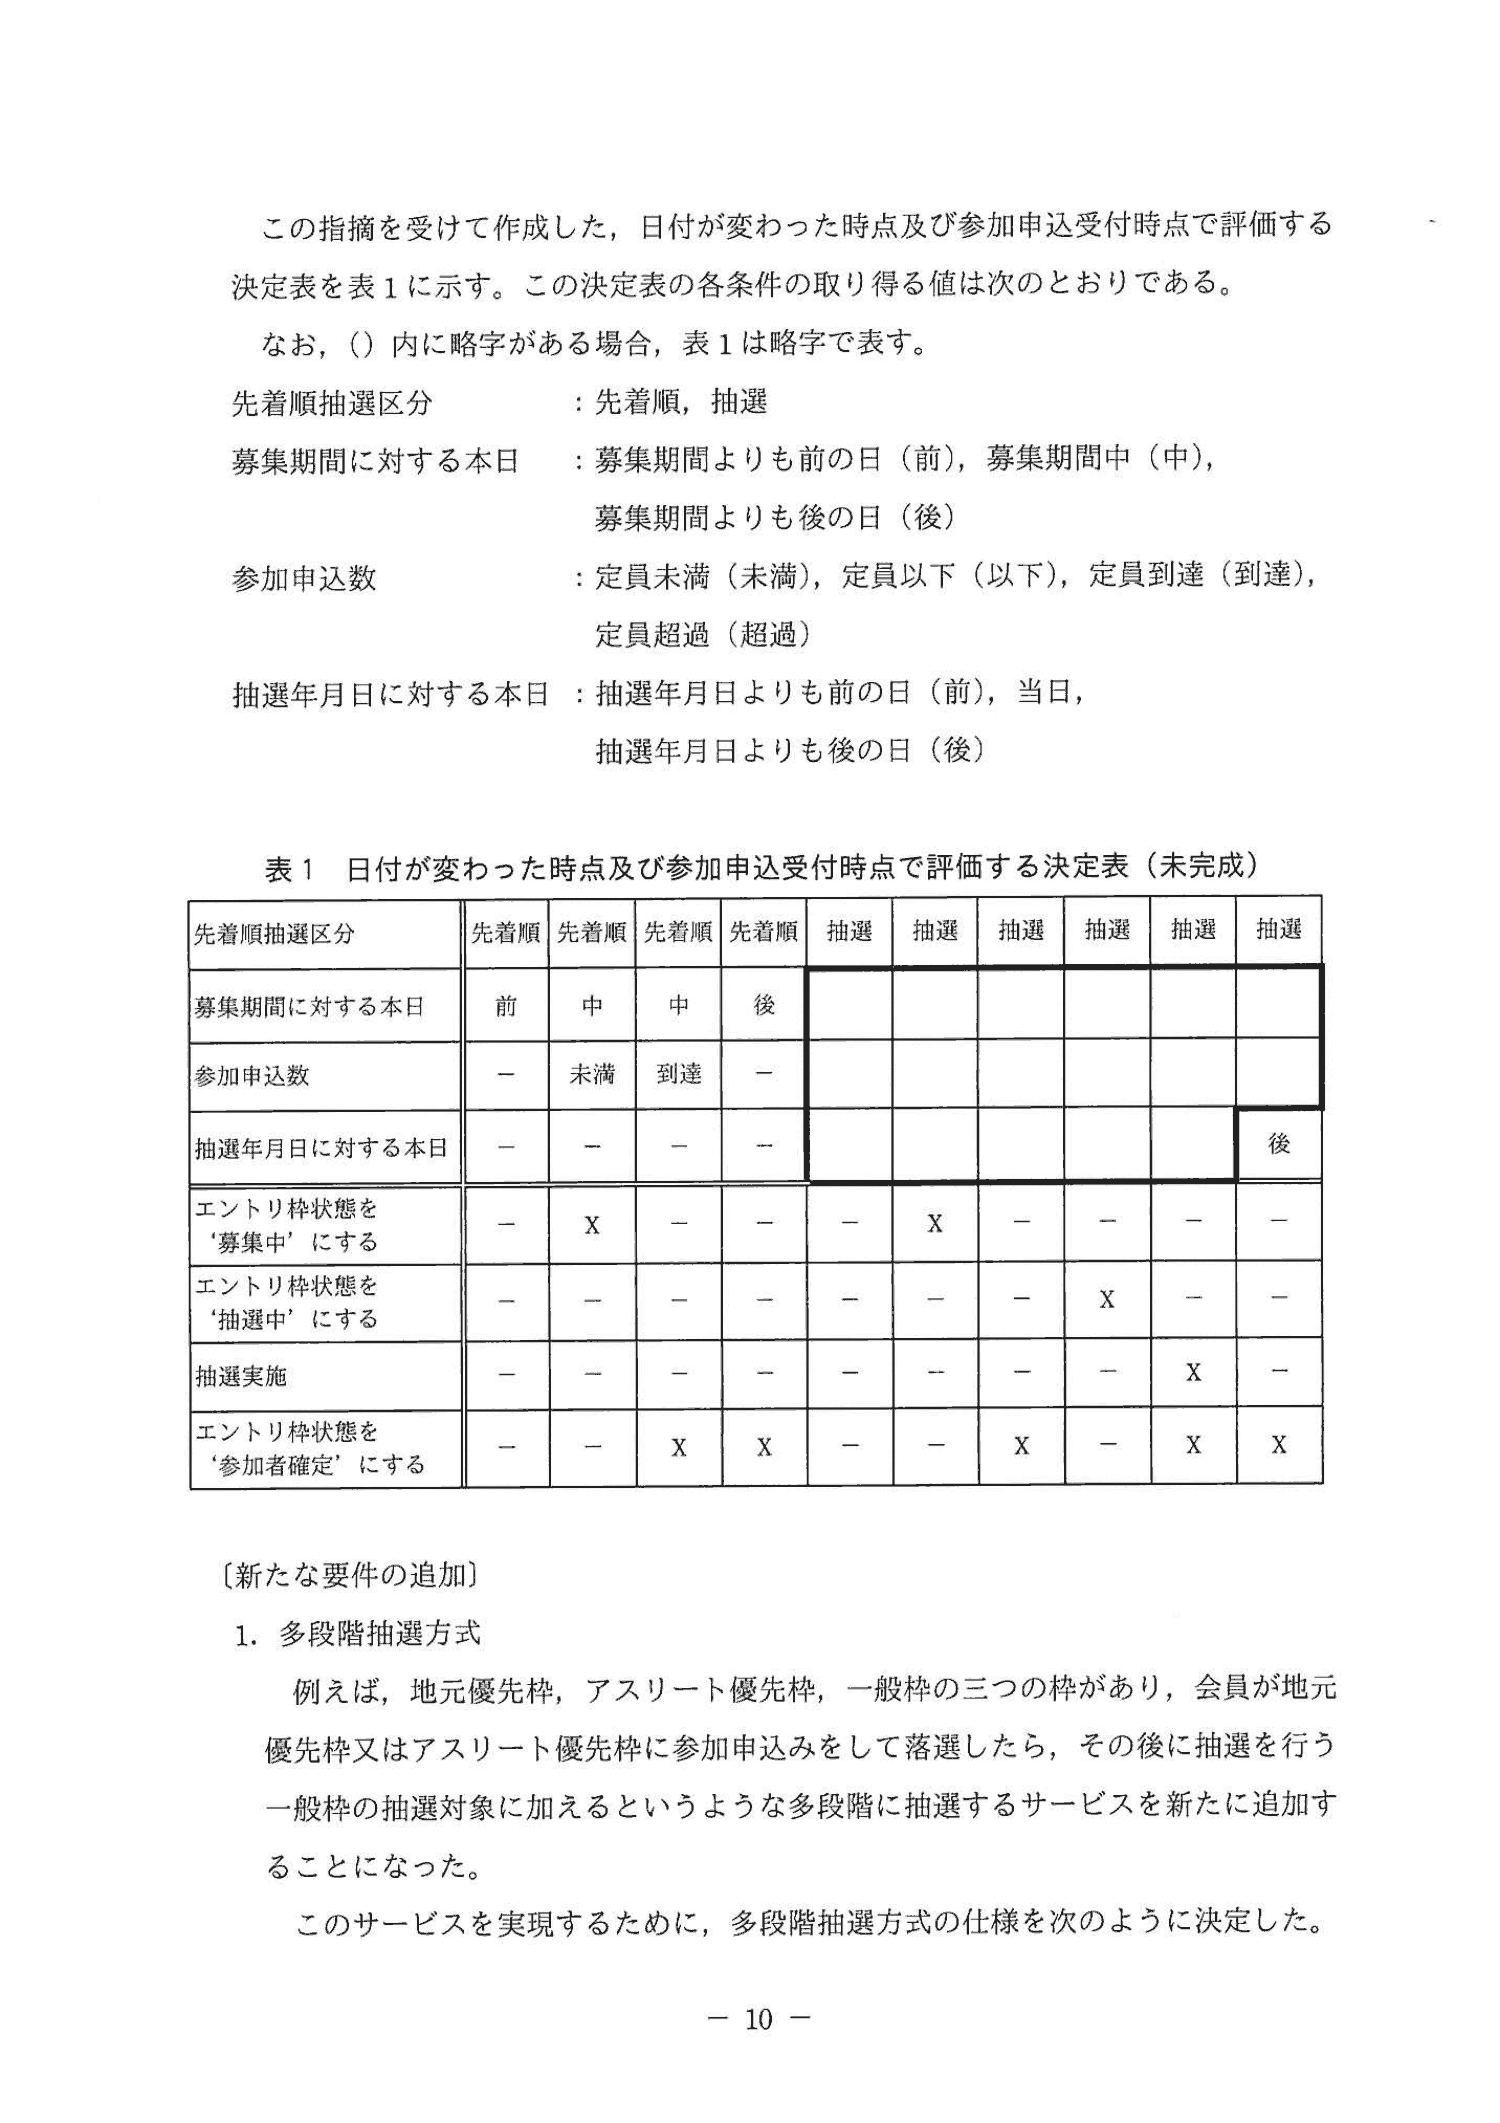 この指摘を受けて作成した，日付が変わった時点及び参加申込受付時点で評価する
決定表を表1に示す。この決定表の各条件の取り得る値は次のとおりである。
なお，（）内に略字がある場合，表1は略字で表す。
先着順抽選区分 ：先着順，抽選
募集期間に対する本日 ：募集期間よりも前の日（前），募集期間中（中），
募集期間よりも後の日（後）
参加申込数 ：定員未満（未満），定員以下（以下），定員到達（到達），
定員超過（超過）
抽選年月日に対する本日 ：抽選年月日よりも前の日（前），当日，
抽選年月日よりも後の日（後）
表1 日付が変わった時点及び参加申込受付時点で評価する決定表（未完成）
先着順抽選区分 先着順 先着順 先着順 先着順 抽選 抽選 抽選 抽選 抽選 抽選
募集期間に対する本日 前 中 中 後
参加申込数 － 未満 到達 －
抽選年月日に対する本日 － － － － 後
エントリ枠状態を
‘募集中’にする － X － － － X － － － －
エントリ枠状態を
‘抽選中’にする － － － － － － － X － －
抽選実施 － － － － － － － － X －
エントリ枠状態を
‘参加者確定’にする － － X X － － X － X X
〔新たな要件の追加〕
1. 多段階抽選方式
例えば，地元優先枠，アスリート優先枠，一般枠の三つの枠があり，会員が地元
優先枠又はアスリート優先枠に参加申込みをして落選したら，その後に抽選を行う
一般枠の抽選対象に加えるというような多段階に抽選するサービスを新たに追加す
ることになった。
このサービスを実現するために，多段階抽選方式の仕様を次のように決定した。
－ 10 －